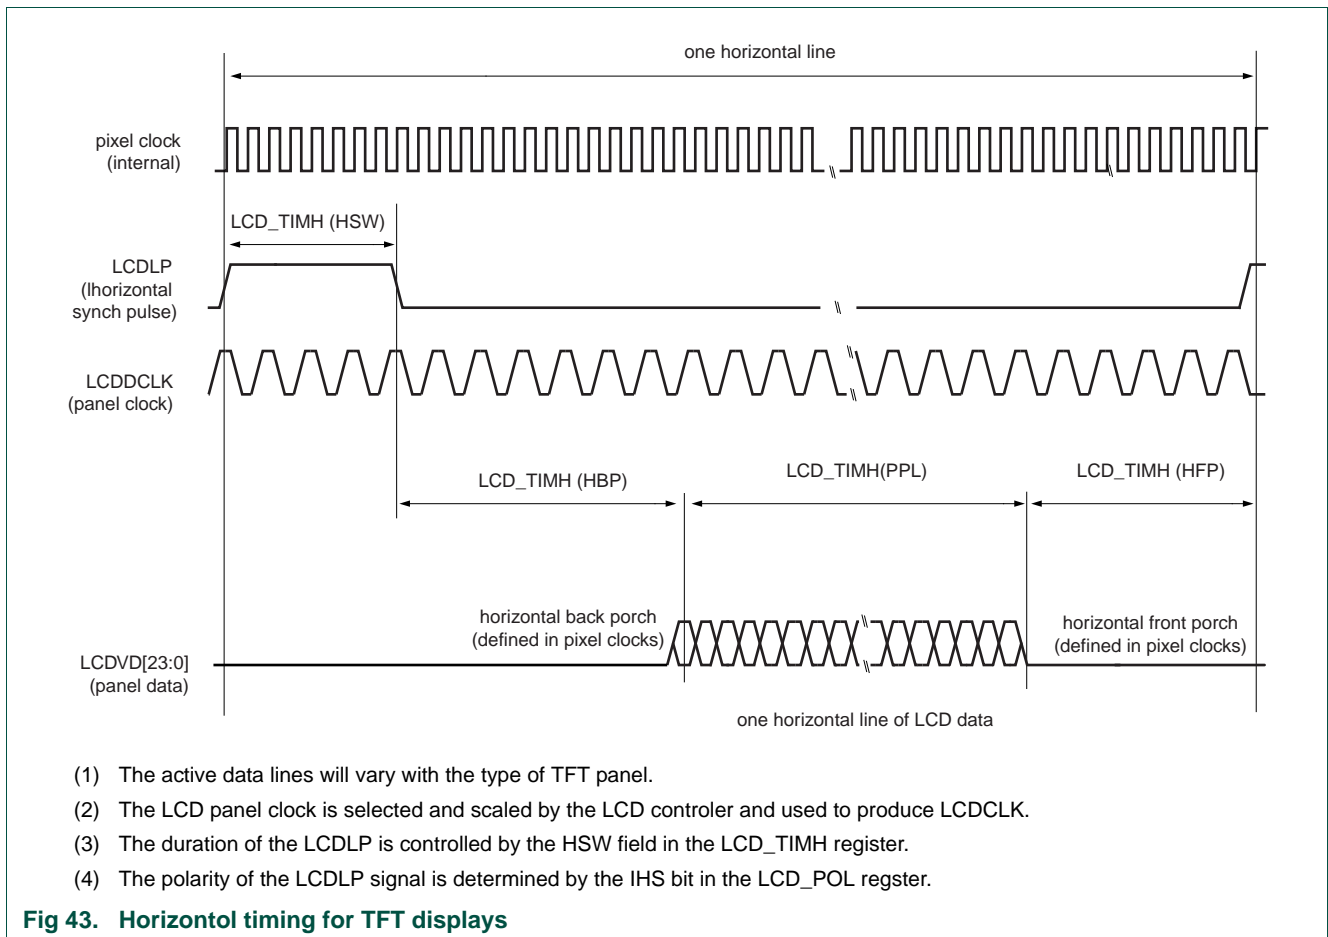 one horizontal line
pixel clock
(internal)
LCD_TIMH (HSW)
LCDLP
(lhorizontal
synch pulse)
LCDDCLK
(panel clock)
LCD_TIMH (HBP)
LCD_TIMH(PPL)
LCD_TIMH (HFP)
horizontal back porch
(defined in pixel clocks)
horizontal front porch
(defined in pixel clocks)
LCDVD[23:0]
(panel data)
one horizontal line of LCD data
(1) The active data lines will vary with the type of TFT panel.
(2) The LCD panel clock is selected and scaled by the LCD controler and used to produce LCDCLK.
(3) The duration of the LCDLP is controlled by the HSW field in the LCD_TIMH register.
(4) The polarity of the LCDLP signal is determined by the IHS bit in the LCD_POL regster.
Fig 43. Horizontol timing for TFT displays